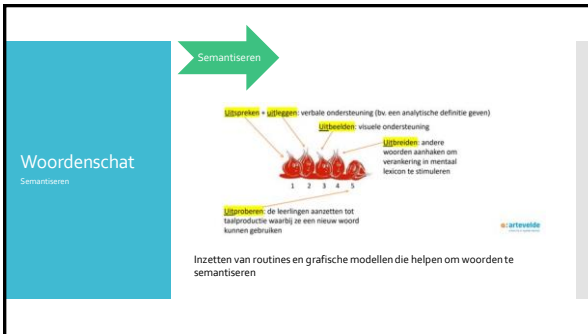 Semantiseren
Woordenschat
Semantiseren
Uitspreken + uitleggen: verbale ondersteuning (bv. een analytische definitie geven)
Uitbeelden: visuele ondersteuning
Uitbreiden: andere
woorden aanhaken om
verankering in mentaal
lexicon te stimuleren
1 2 3 4 5
Uitproberen: de leerlingen aanzetten tot
taalproductie waarbij ze een nieuw woord
kunnen gebruiken
artevelde
Inzetten van routines en grafische modellen die helpen om woorden te
semantiseren